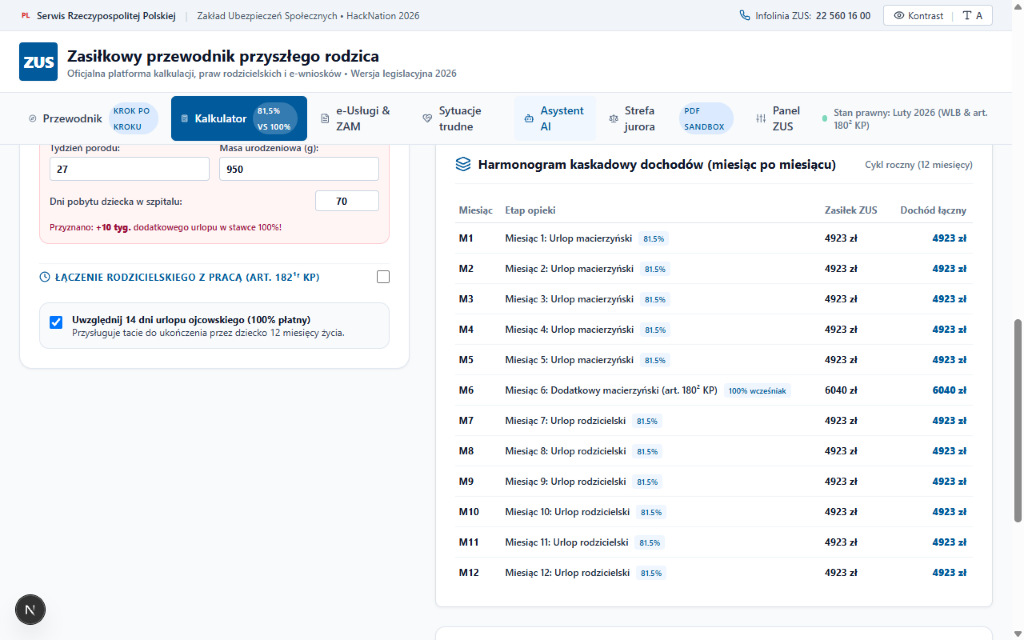 PL Serwis Rzeczypospolitej Polskiej | Zakład Ubezpieczeń Społecznych • HackNation 2026
Infolinia ZUS: 22 560 16 00
Kontrast
A
ZUS
Zasiłkowy przewodnik przyszłego rodzica
Oficjalna platforma kalkulacji, praw rodzicielskich i e-wniosków • Wersja legislacyjna 2026
Przewodnik
KROK PO KROKU
Kalkulator
81,5% VS 100%
e-Usługi & ZAM
Sytuacje trudne
Asystent AI
Strefa jurora
PDF SANDBOX
Panel ZUS
Stan prawny: Luty 2026 (WLB & art. 180² KP)
Tydzień porodu:
Masa urodzeniowa (g):
27
950
Dni pobytu dziecka w szpitalu:
70
Przyznano: +10 tyg. dodatkowego urlopu w stawce 100%!
ŁĄCZENIE RODZICIELSKIEGO Z PRACĄ (ART. 182¹ᶠ KP)
Uwzględnij 14 dni urlopu ojcowskiego (100% płatny)
Przysługuje tacie do ukończenia przez dziecko 12 miesięcy życia.
Harmonogram kaskadowy dochodów (miesiąc po miesiącu)
Cykl roczny (12 miesięcy)
Miesiąc Etap opieki Zasiłek ZUS Dochód łączny
M1 Miesiąc 1: Urlop macierzyński 81.5% 4923 zł 4923 zł
M2 Miesiąc 2: Urlop macierzyński 81.5% 4923 zł 4923 zł
M3 Miesiąc 3: Urlop macierzyński 81.5% 4923 zł 4923 zł
M4 Miesiąc 4: Urlop macierzyński 81.5% 4923 zł 4923 zł
M5 Miesiąc 5: Urlop macierzyński 81.5% 4923 zł 4923 zł
M6 Miesiąc 6: Dodatkowy macierzyński (art. 180² KP) 100% wcześniak 6040 zł 6040 zł
M7 Miesiąc 7: Urlop rodzicielski 81.5% 4923 zł 4923 zł
M8 Miesiąc 8: Urlop rodzicielski 81.5% 4923 zł 4923 zł
M9 Miesiąc 9: Urlop rodzicielski 81.5% 4923 zł 4923 zł
M10 Miesiąc 10: Urlop rodzicielski 81.5% 4923 zł 4923 zł
M11 Miesiąc 11: Urlop rodzicielski 81.5% 4923 zł 4923 zł
M12 Miesiąc 12: Urlop rodzicielski 81.5% 4923 zł 4923 zł
N